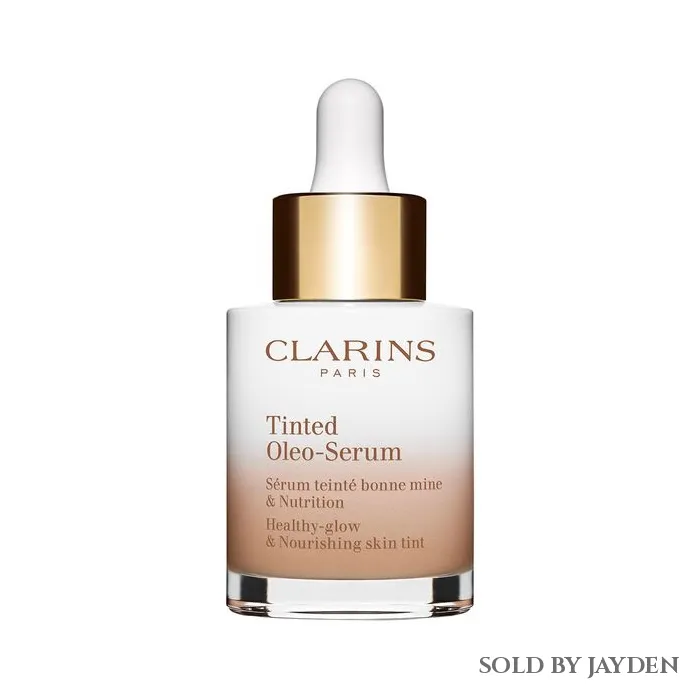 CLARINS
PARIS
Tinted
Oleo-Serum
Sérum teinté bonne mine
& Nutrition
Healthy-glow
& Nourishing skin tint
SOLD BY JAYDEN